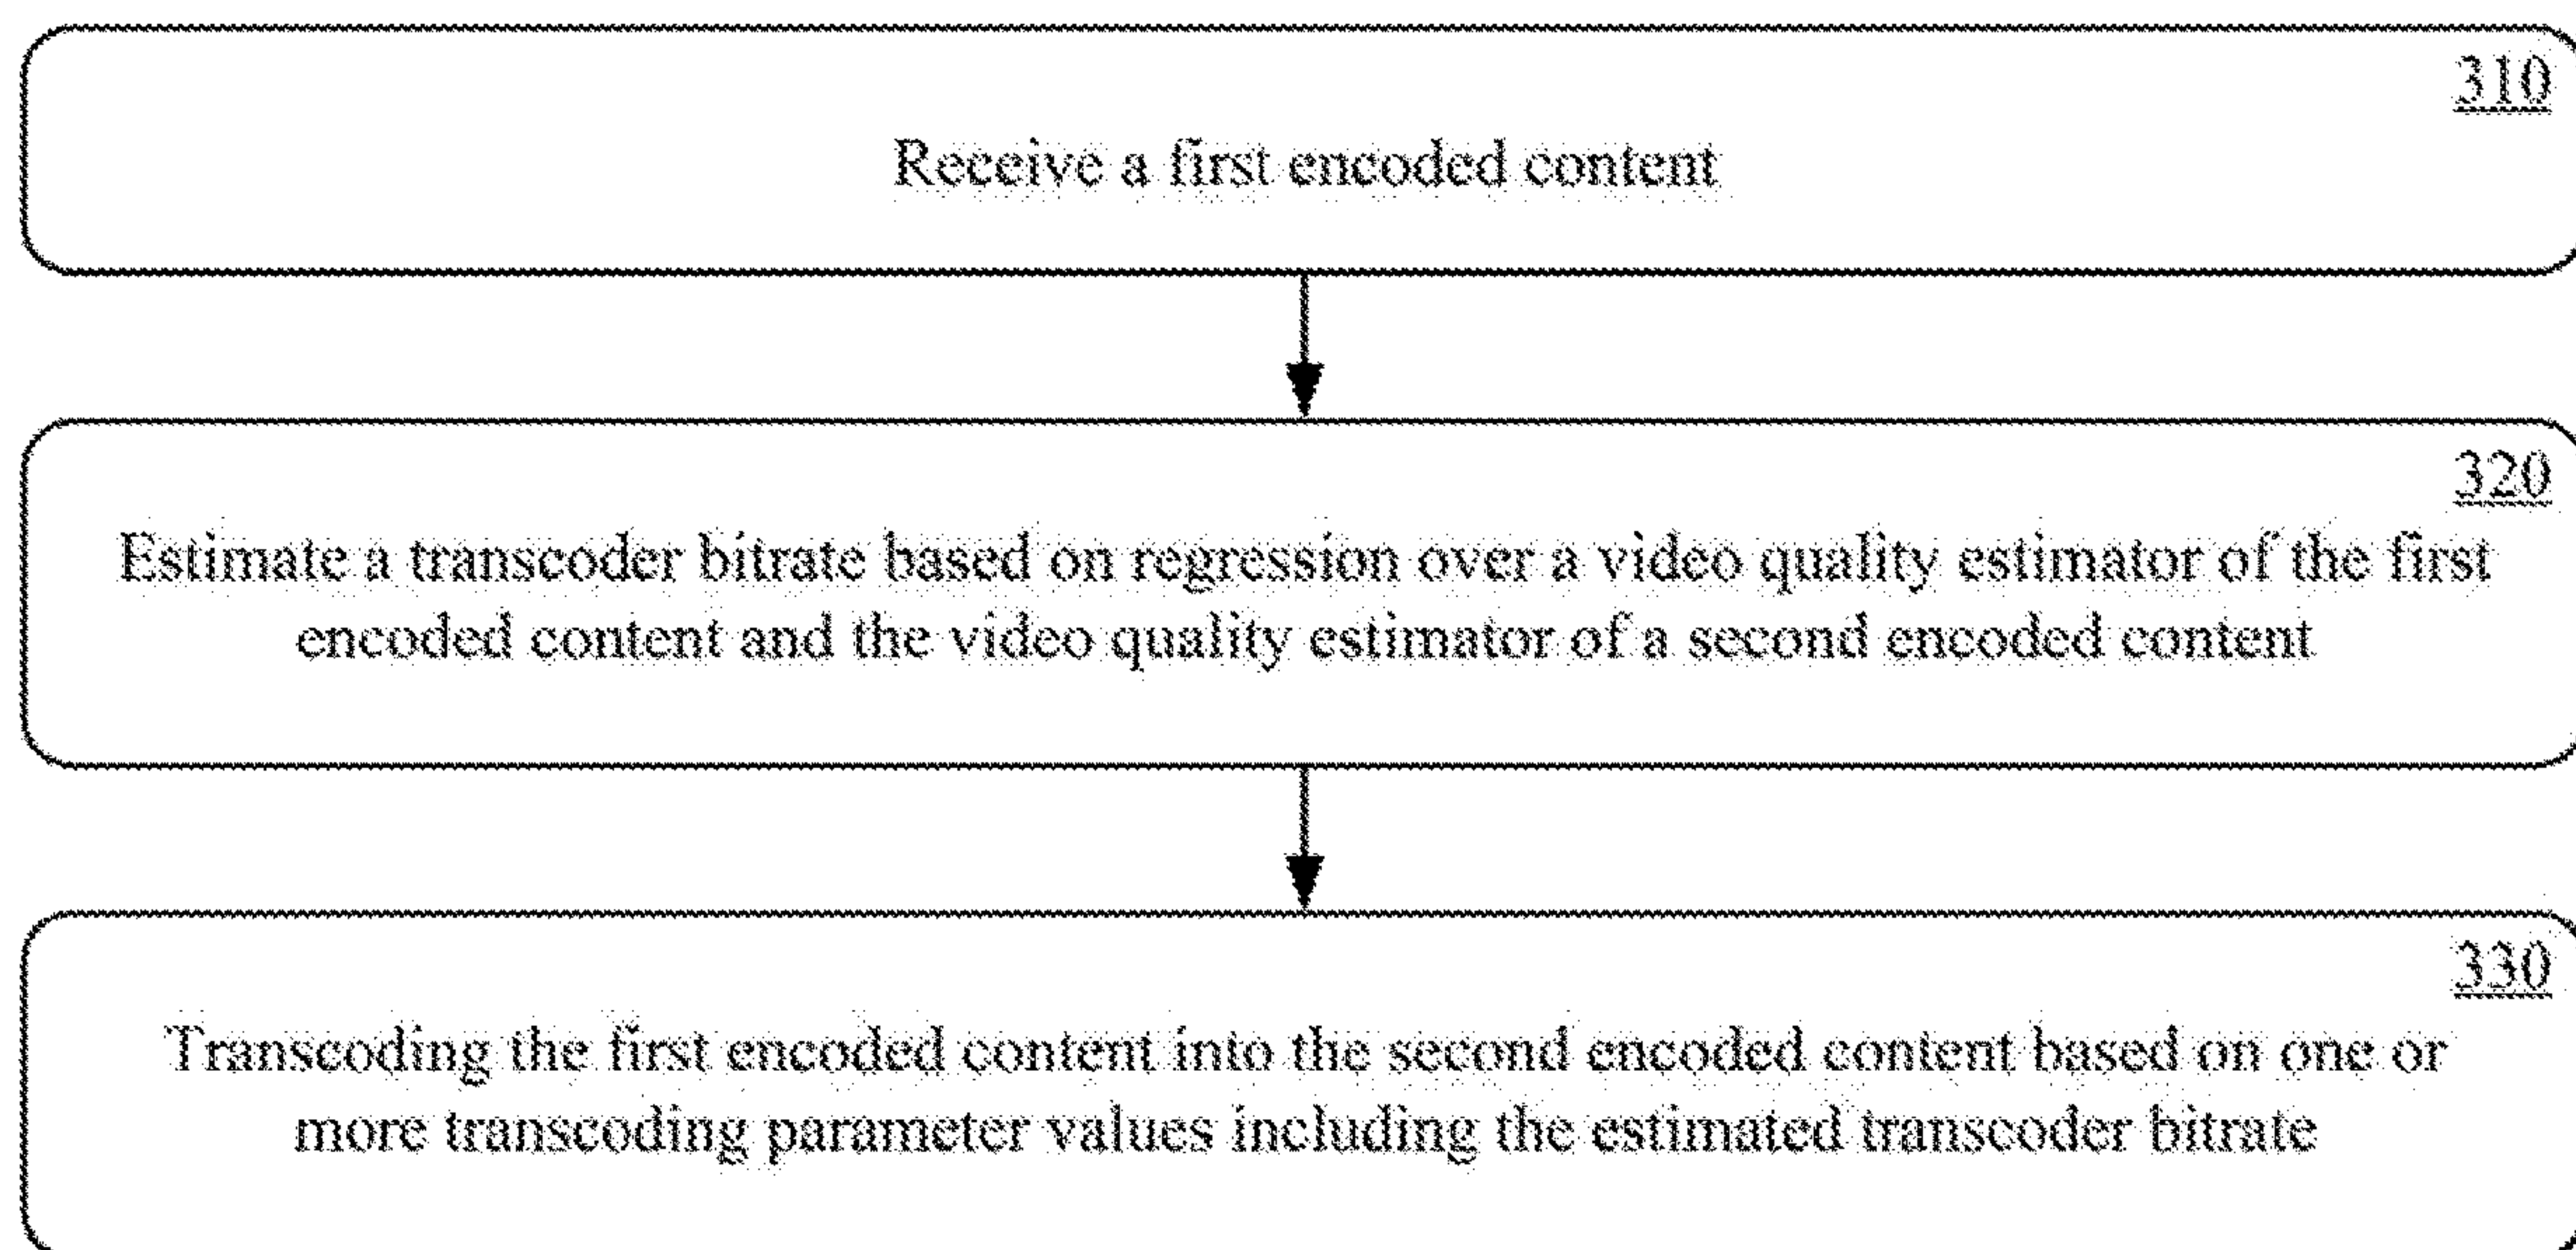 310
Receive a first encoded content
320
Estimate a transcoder bitrate based on regression over a video quality estimator of the first
encoded content and the video quality estimator of a second encoded content
330
Transcoding the first encoded content into the second encoded content based on one or
more transcoding parameter values including the estimated transcoder bitrate